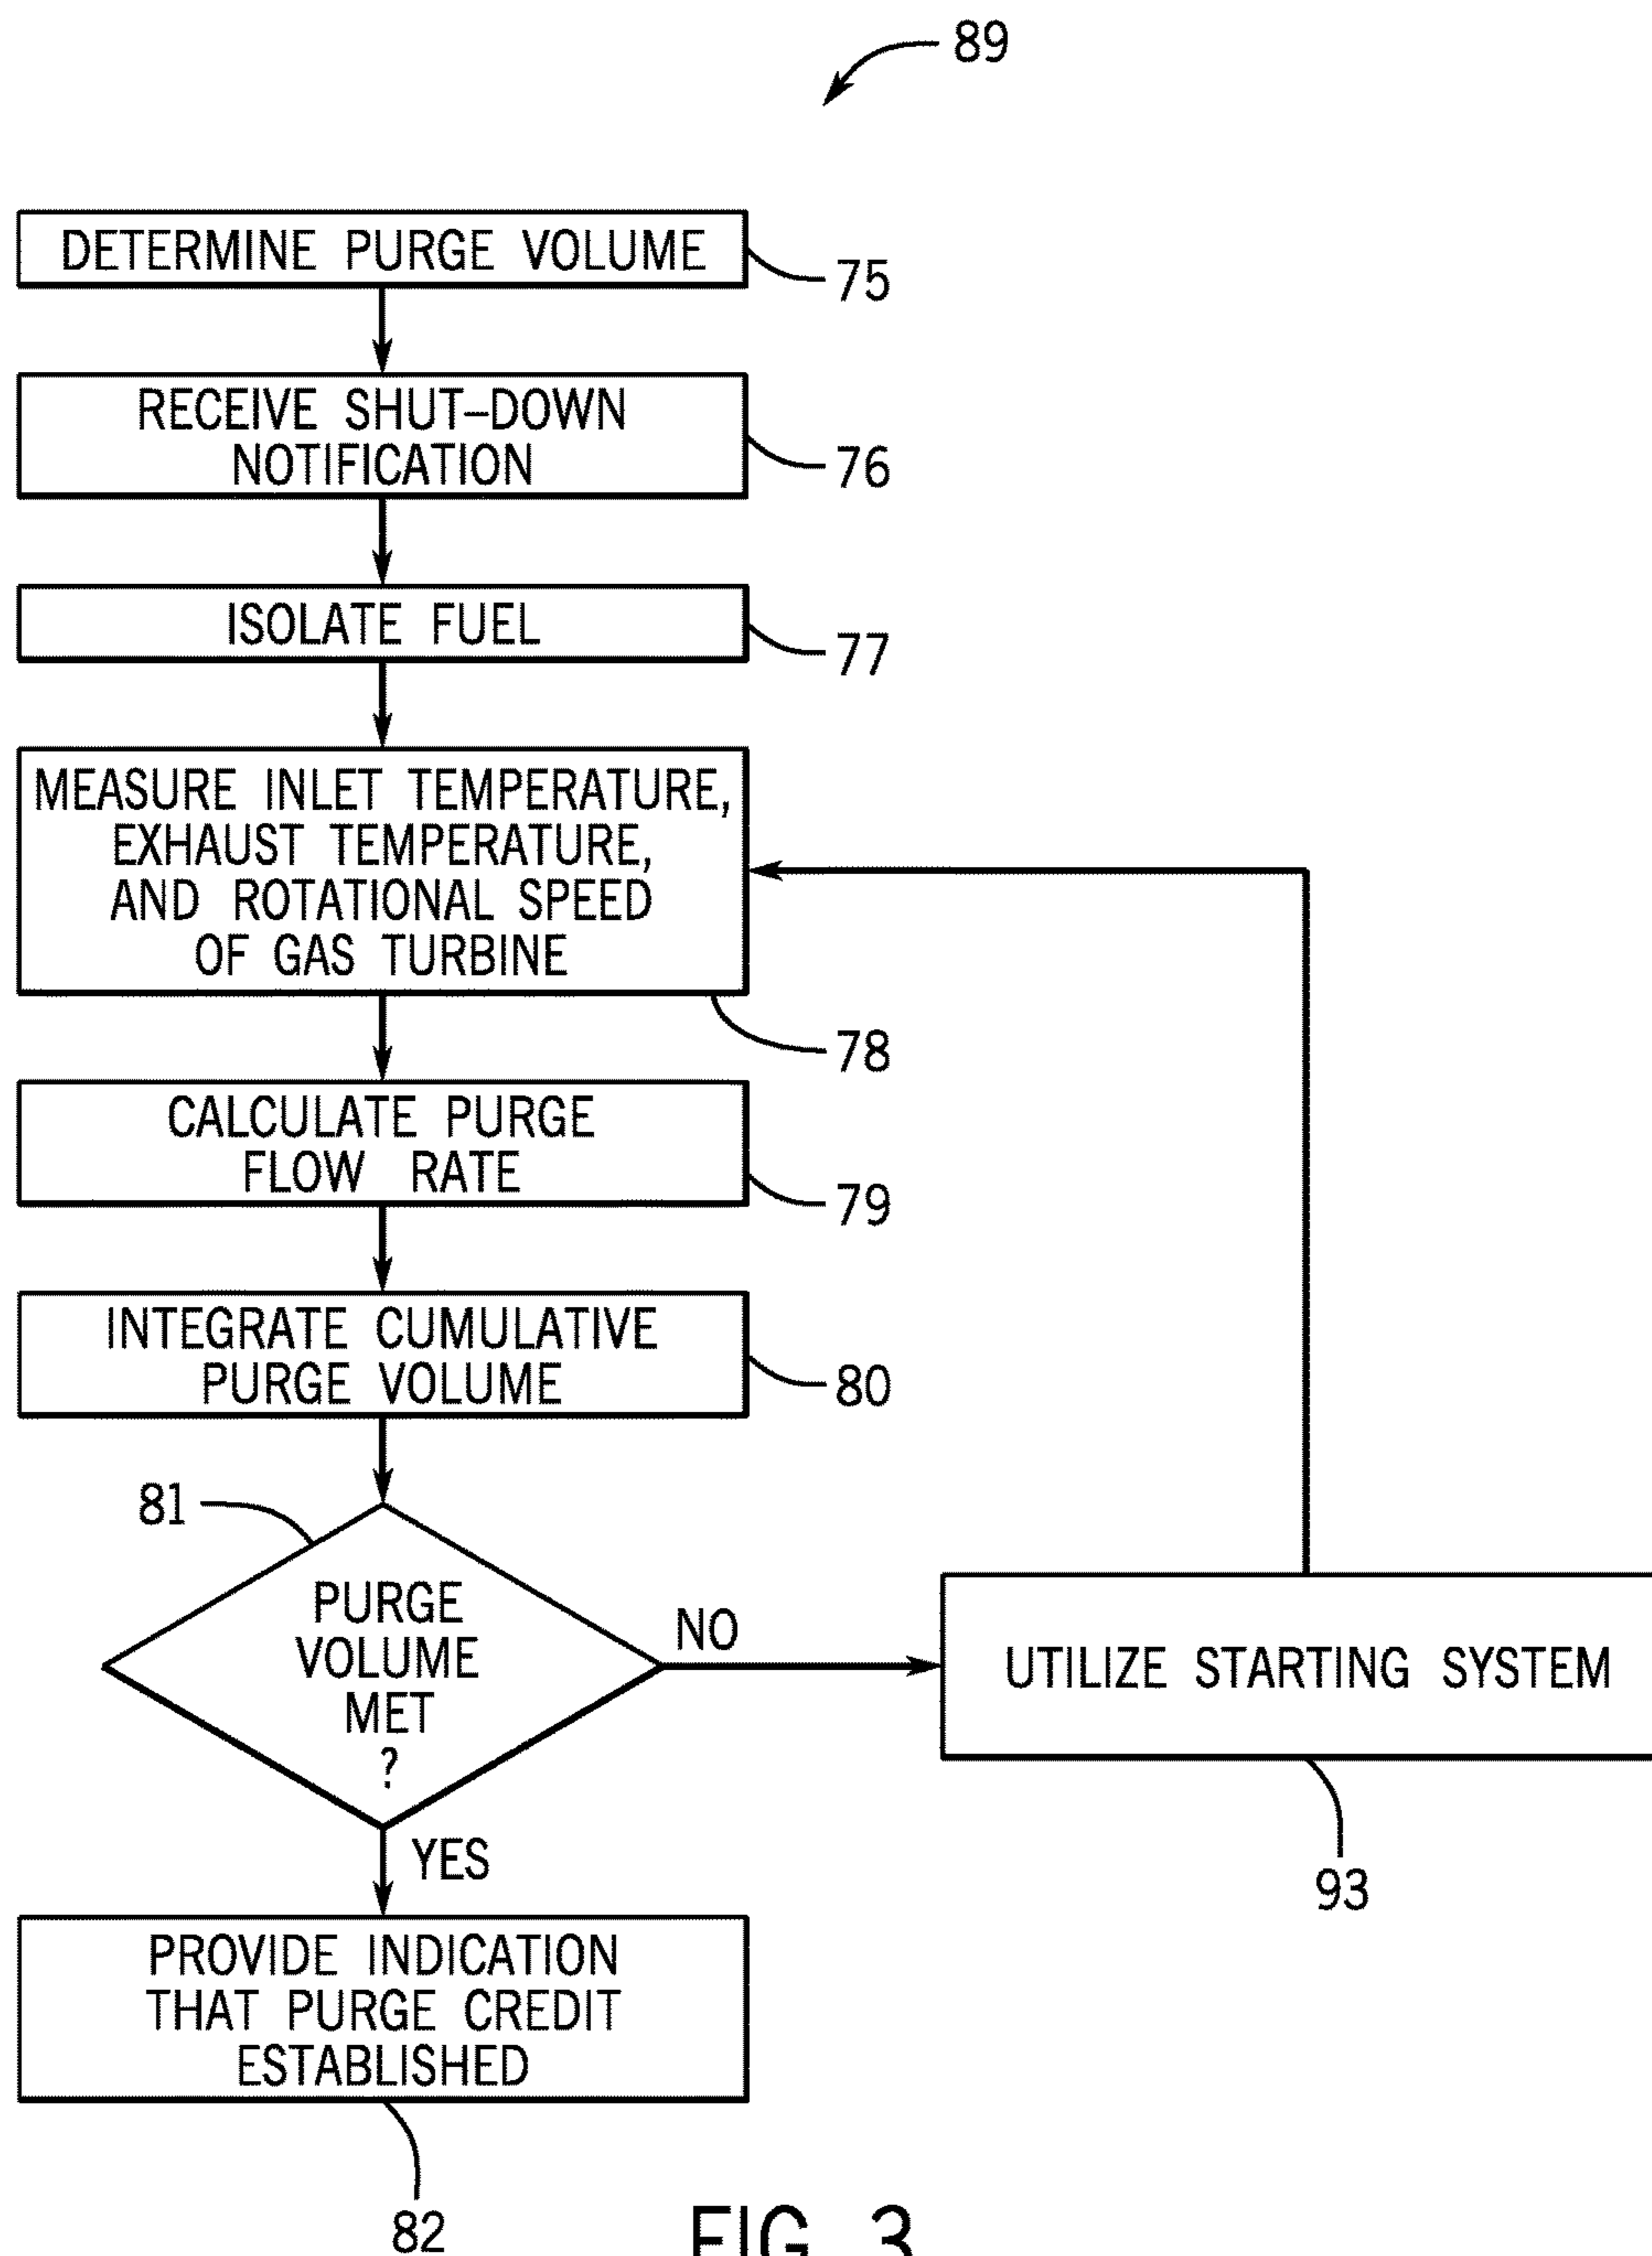 89
DETERMINE PURGE VOLUME
75
RECEIVE SHUT-DOWN
NOTIFICATION
76
ISOLATE FUEL
77
MEASURE INLET TEMPERATURE,
EXHAUST TEMPERATURE,
AND ROTATIONAL SPEED
OF GAS TURBINE
78
CALCULATE PURGE
FLOW RATE
79
INTEGRATE CUMULATIVE
PURGE VOLUME
80
81
PURGE
VOLUME
MET
?
NO
UTILIZE STARTING SYSTEM
93
YES
PROVIDE INDICATION
THAT PURGE CREDIT
ESTABLISHED
82
FIG. 3